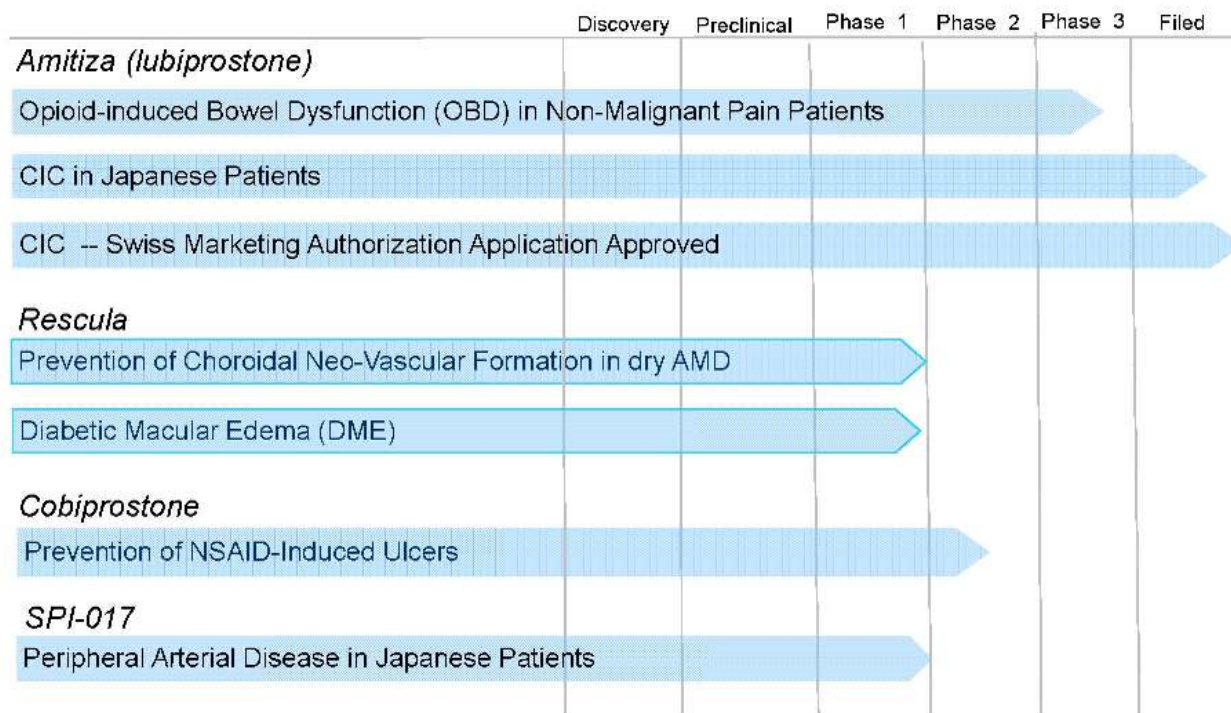 Discovery Preclinical Phase 1 Phase 2 Phase 3 Filed
Amitiza (lubiprostone)
Opioid-induced Bowel Dysfunction (OBD) in Non-Malignant Pain Patients
CIC in Japanese Patients
CIC -- Swiss Marketing Authorization Application Approved
Rescula
Prevention of Choroidal Neo-Vascular Formation in dry AMD
Diabetic Macular Edema (DME)
Cobiprostone
Prevention of NSAID-Induced Ulcers
SPI-017
Peripheral Arterial Disease in Japanese Patients